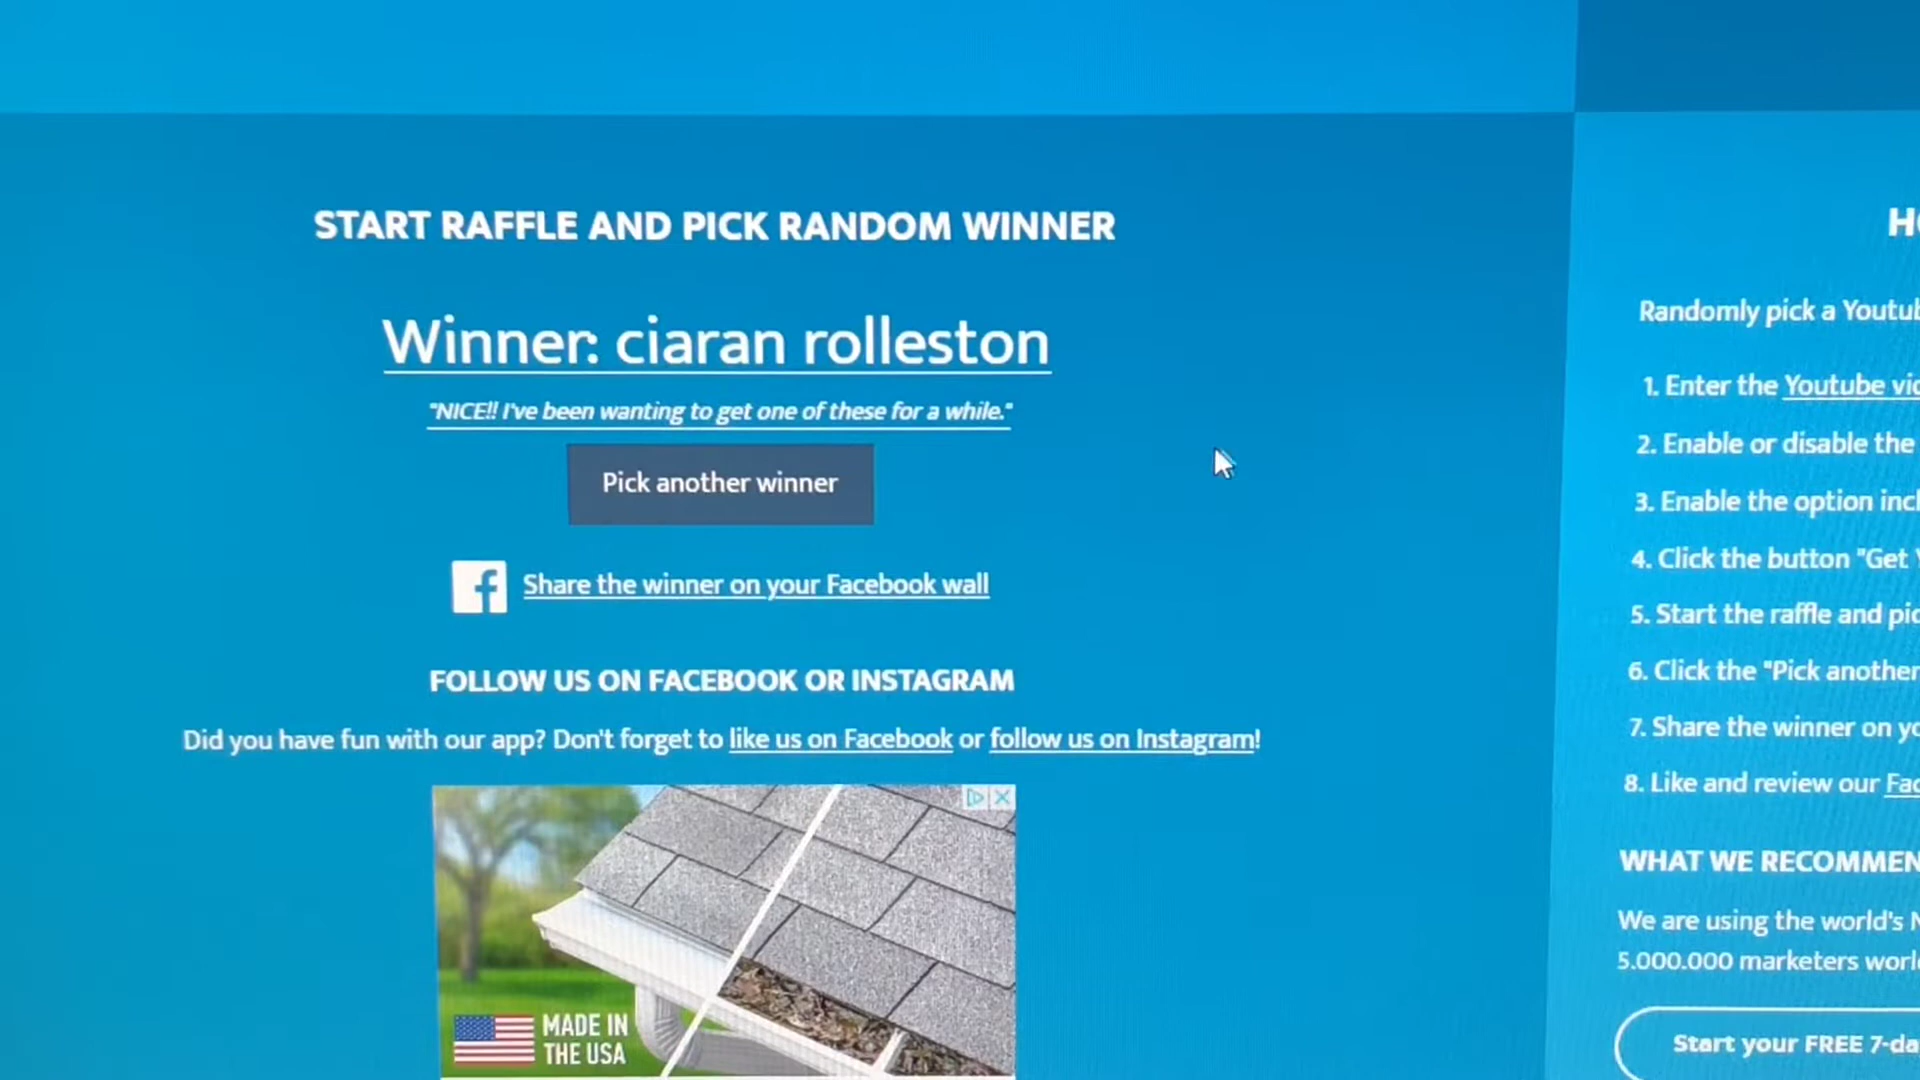 START RAFFLE AND PICK RANDOM WINNER
Winner: ciaran rolleston
"NICE!! I've been wanting to get one of these for a while."
Pick another winner
Share the winner on your Facebook wall
FOLLOW US ON FACEBOOK OR INSTAGRAM
Did you have fun with our app? Don't forget to like us on Facebook or follow us on Instagram!
MADE IN
THE USA
Randomly pick a
1. Enter the Youtube
2. Enable or disable the
3. Enable the option
4. Click the button "Get
5. Start the raffle and
6. Click the "Pick another
7. Share the winner on
8. Like and review our
WHAT WE
We are using the world's
5.000.000 marketers
Start your FREE